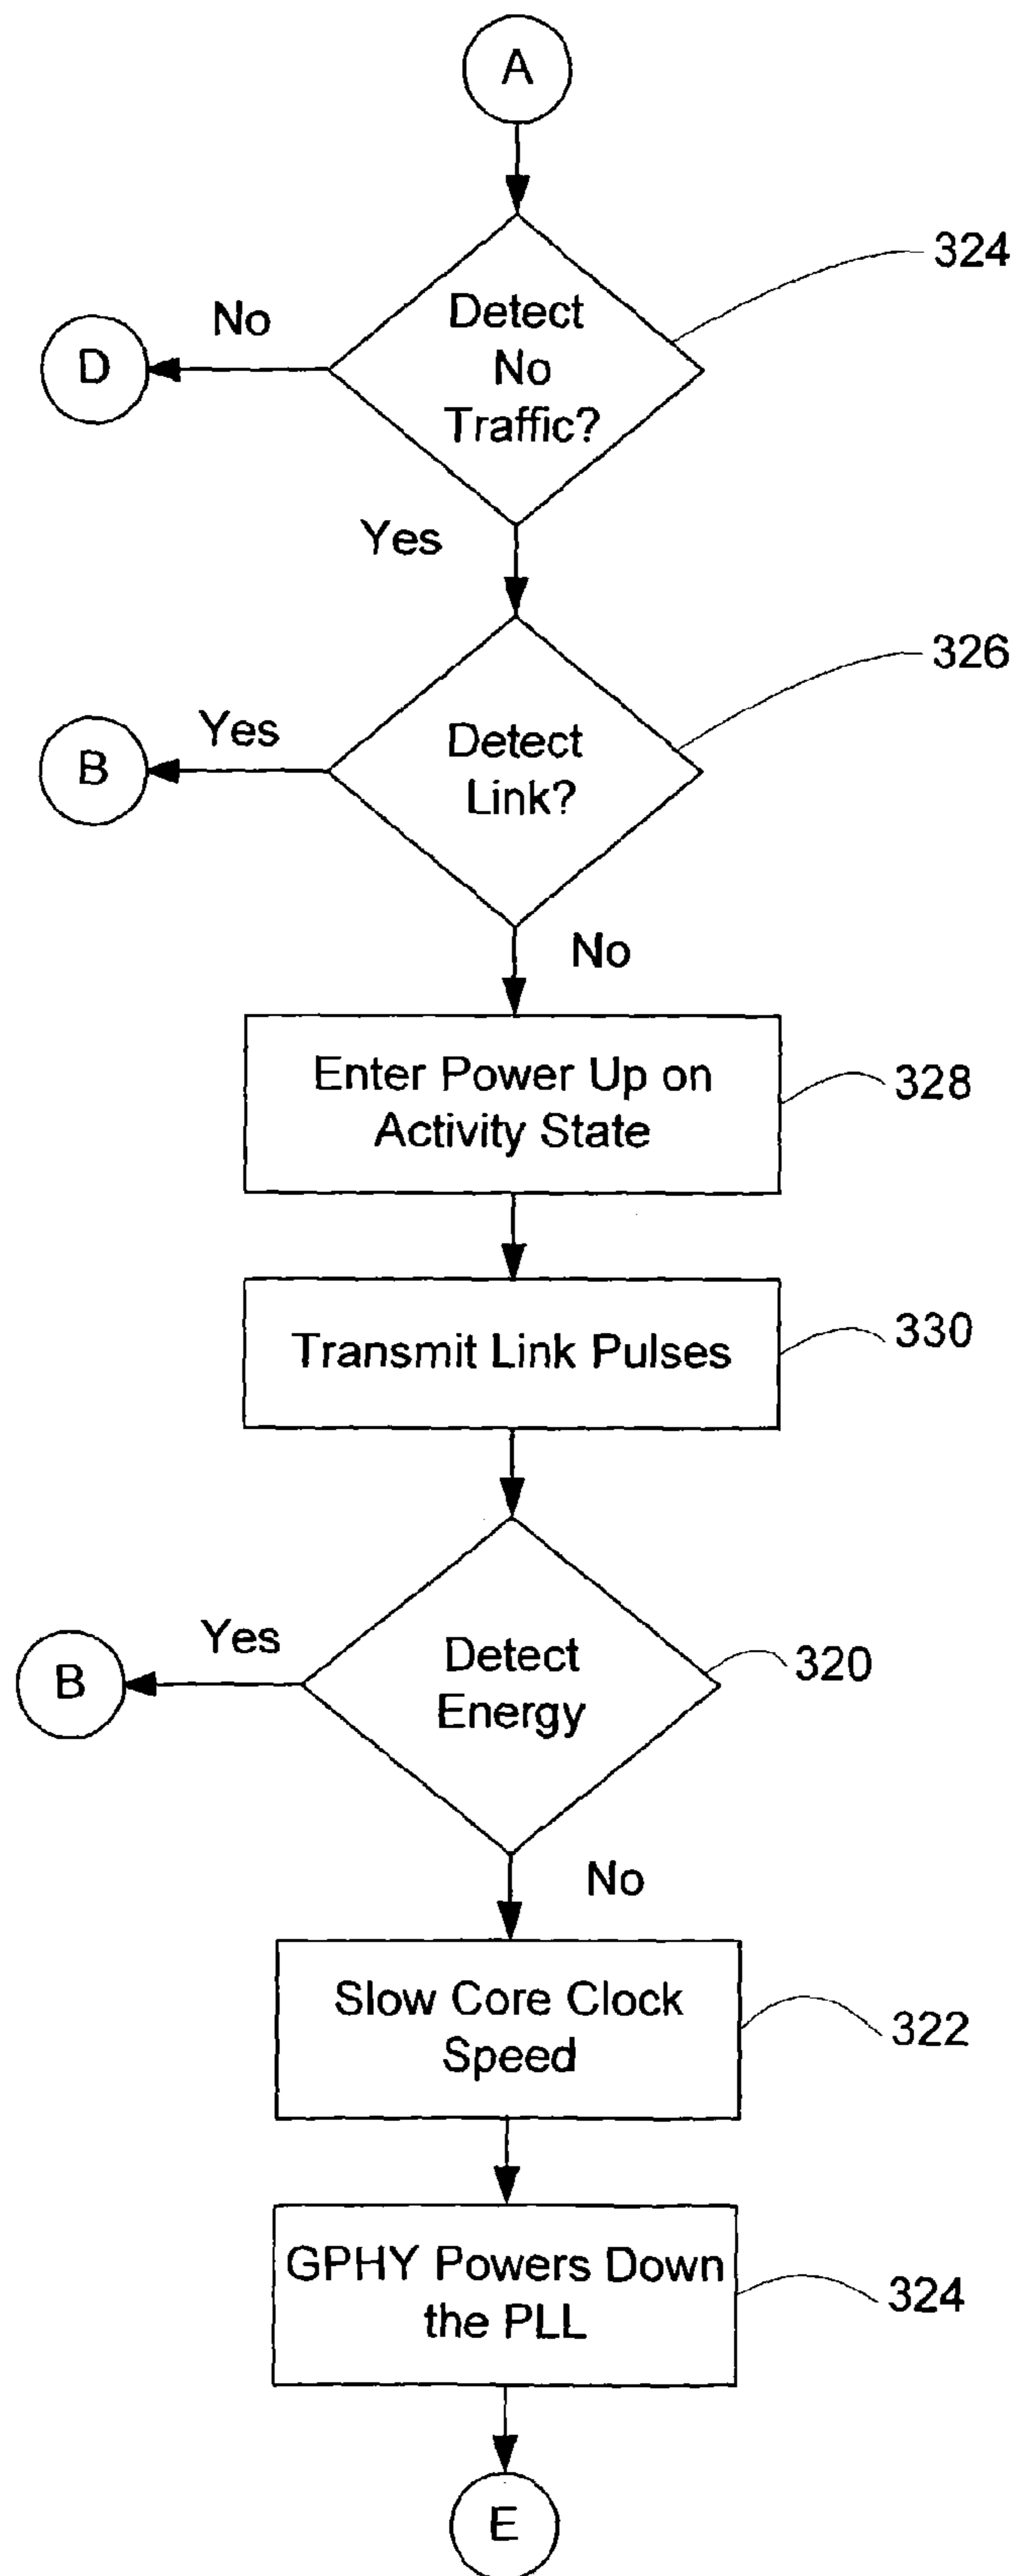 A
324
No
Detect
No
Traffic?
D
Yes
326
Yes
Detect
Link?
B
No
Enter Power Up on
Activity State
328
Transmit Link Pulses
330
Yes
Detect
Energy
320
B
No
Slow Core Clock
Speed
322
GPHY Powers Down
the PLL
324
E